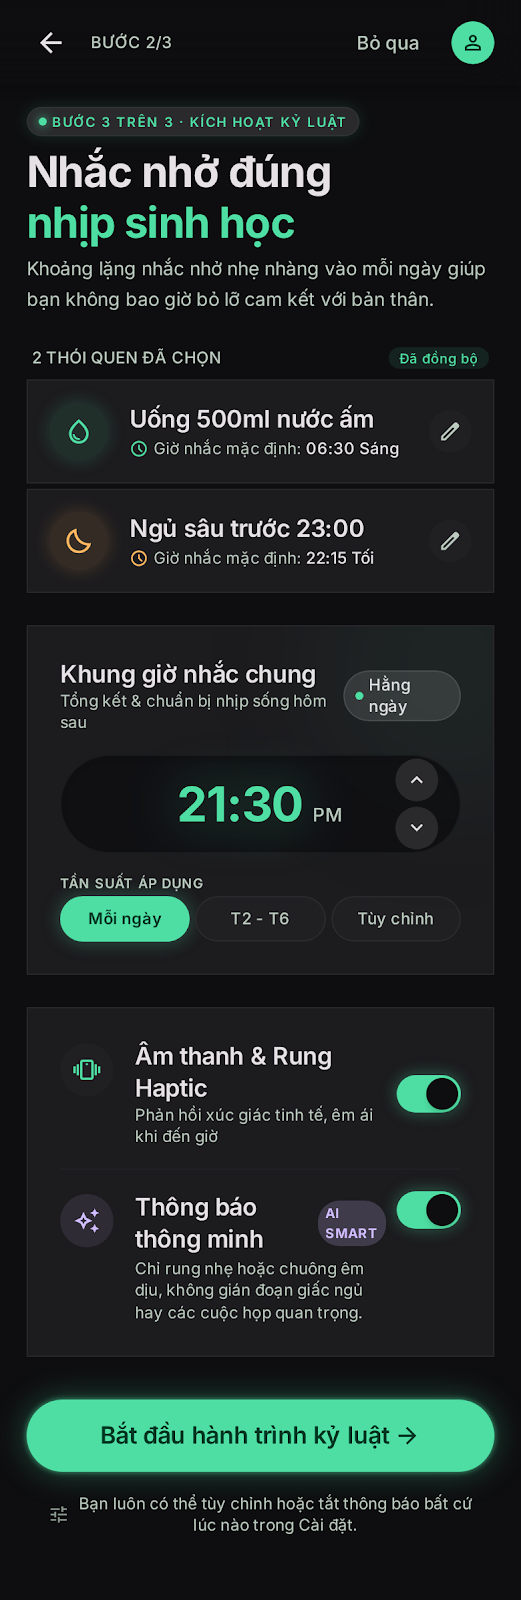 BƯỚC 2/3
Bỏ qua
BƯỚC 3 TRÊN 3 · KÍCH HOẠT KỶ LUẬT
Nhắc nhở đúng
nhịp sinh học
Khoảng lặng nhắc nhở nhẹ nhàng vào mỗi ngày giúp
bạn không bao giờ bỏ lỡ cam kết với bản thân.
2 THÓI QUEN ĐÃ CHỌN
Đã đồng bộ
Uống 500ml nước ấm
Giờ nhắc mặc định: 06:30 Sáng
Ngủ sâu trước 23:00
Giờ nhắc mặc định: 22:15 Tối
Khung giờ nhắc chung
Tổng kết & chuẩn bị nhịp sống hôm
sau
Hằng
ngày
21:30 PM
TẦN SUẤT ÁP DỤNG
Mỗi ngày
T2 - T6
Tùy chỉnh
Âm thanh & Rung
Haptic
Phản hồi xúc giác tinh tế, êm ái
khi đến giờ
Thông báo
thông minh
AI
SMART
Chỉ rung nhẹ hoặc chuông êm
dịu, không gián đoạn giấc ngủ
hay các cuộc họp quan trọng.
Bắt đầu hành trình kỷ luật →
Bạn luôn có thể tùy chỉnh hoặc tắt thông báo bất cứ
lúc nào trong Cài đặt.